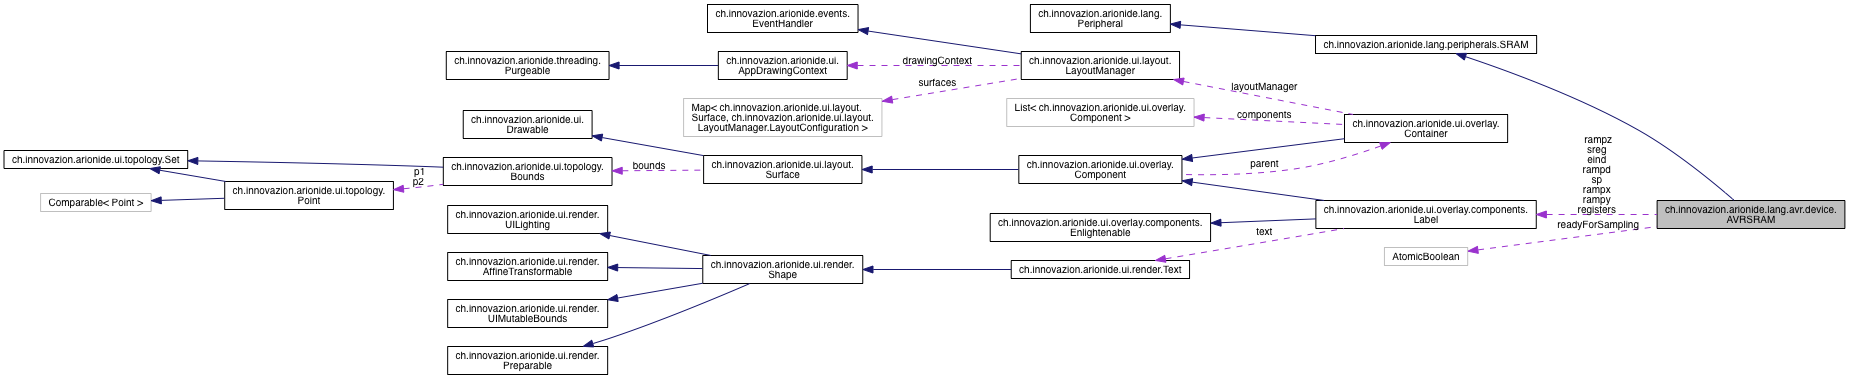 ch.innovazion.arionide.events.
EventHandler
ch.innovazion.arionide.lang.
Peripheral
ch.innovazion.arionide.lang.peripherals.SRAM
ch.innovazion.arionide.threading.
Purgeable
ch.innovazion.arionide.ui.
AppDrawingContext
drawingContext
ch.innovazion.arionide.ui.layout.
LayoutManager
surfaces
layoutManager
Map< ch.innovazion.arionide.ui.layout.
Surface, ch.innovazion.arionide.ui.layout.
LayoutManager.LayoutConfiguration >
List< ch.innovazion.arionide.ui.overlay.
Component >
components
ch.innovazion.arionide.ui.overlay.
Container
ch.innovazion.arionide.ui.
Drawable
ch.innovazion.arionide.ui.topology.Set
ch.innovazion.arionide.ui.topology.
Bounds
bounds
ch.innovazion.arionide.ui.layout.
Surface
ch.innovazion.arionide.ui.overlay.
Component
parent
p1
p2
Comparable< Point >
ch.innovazion.arionide.ui.topology.
Point
rampz
sreg
eind
rampd
sp
rampx
rampy
registers
ch.innovazion.arionide.lang.avr.device.
AVRSRAM
ch.innovazion.arionide.ui.render.
UILighting
ch.innovazion.arionide.ui.overlay.components.
Enlightenable
ch.innovazion.arionide.ui.overlay.components.
Label
readyForSampling
text
AtomicBoolean
ch.innovazion.arionide.ui.render.
AffineTransformable
ch.innovazion.arionide.ui.render.
Shape
ch.innovazion.arionide.ui.render.Text
ch.innovazion.arionide.ui.render.
UIMutableBounds
ch.innovazion.arionide.ui.render.
Preparable